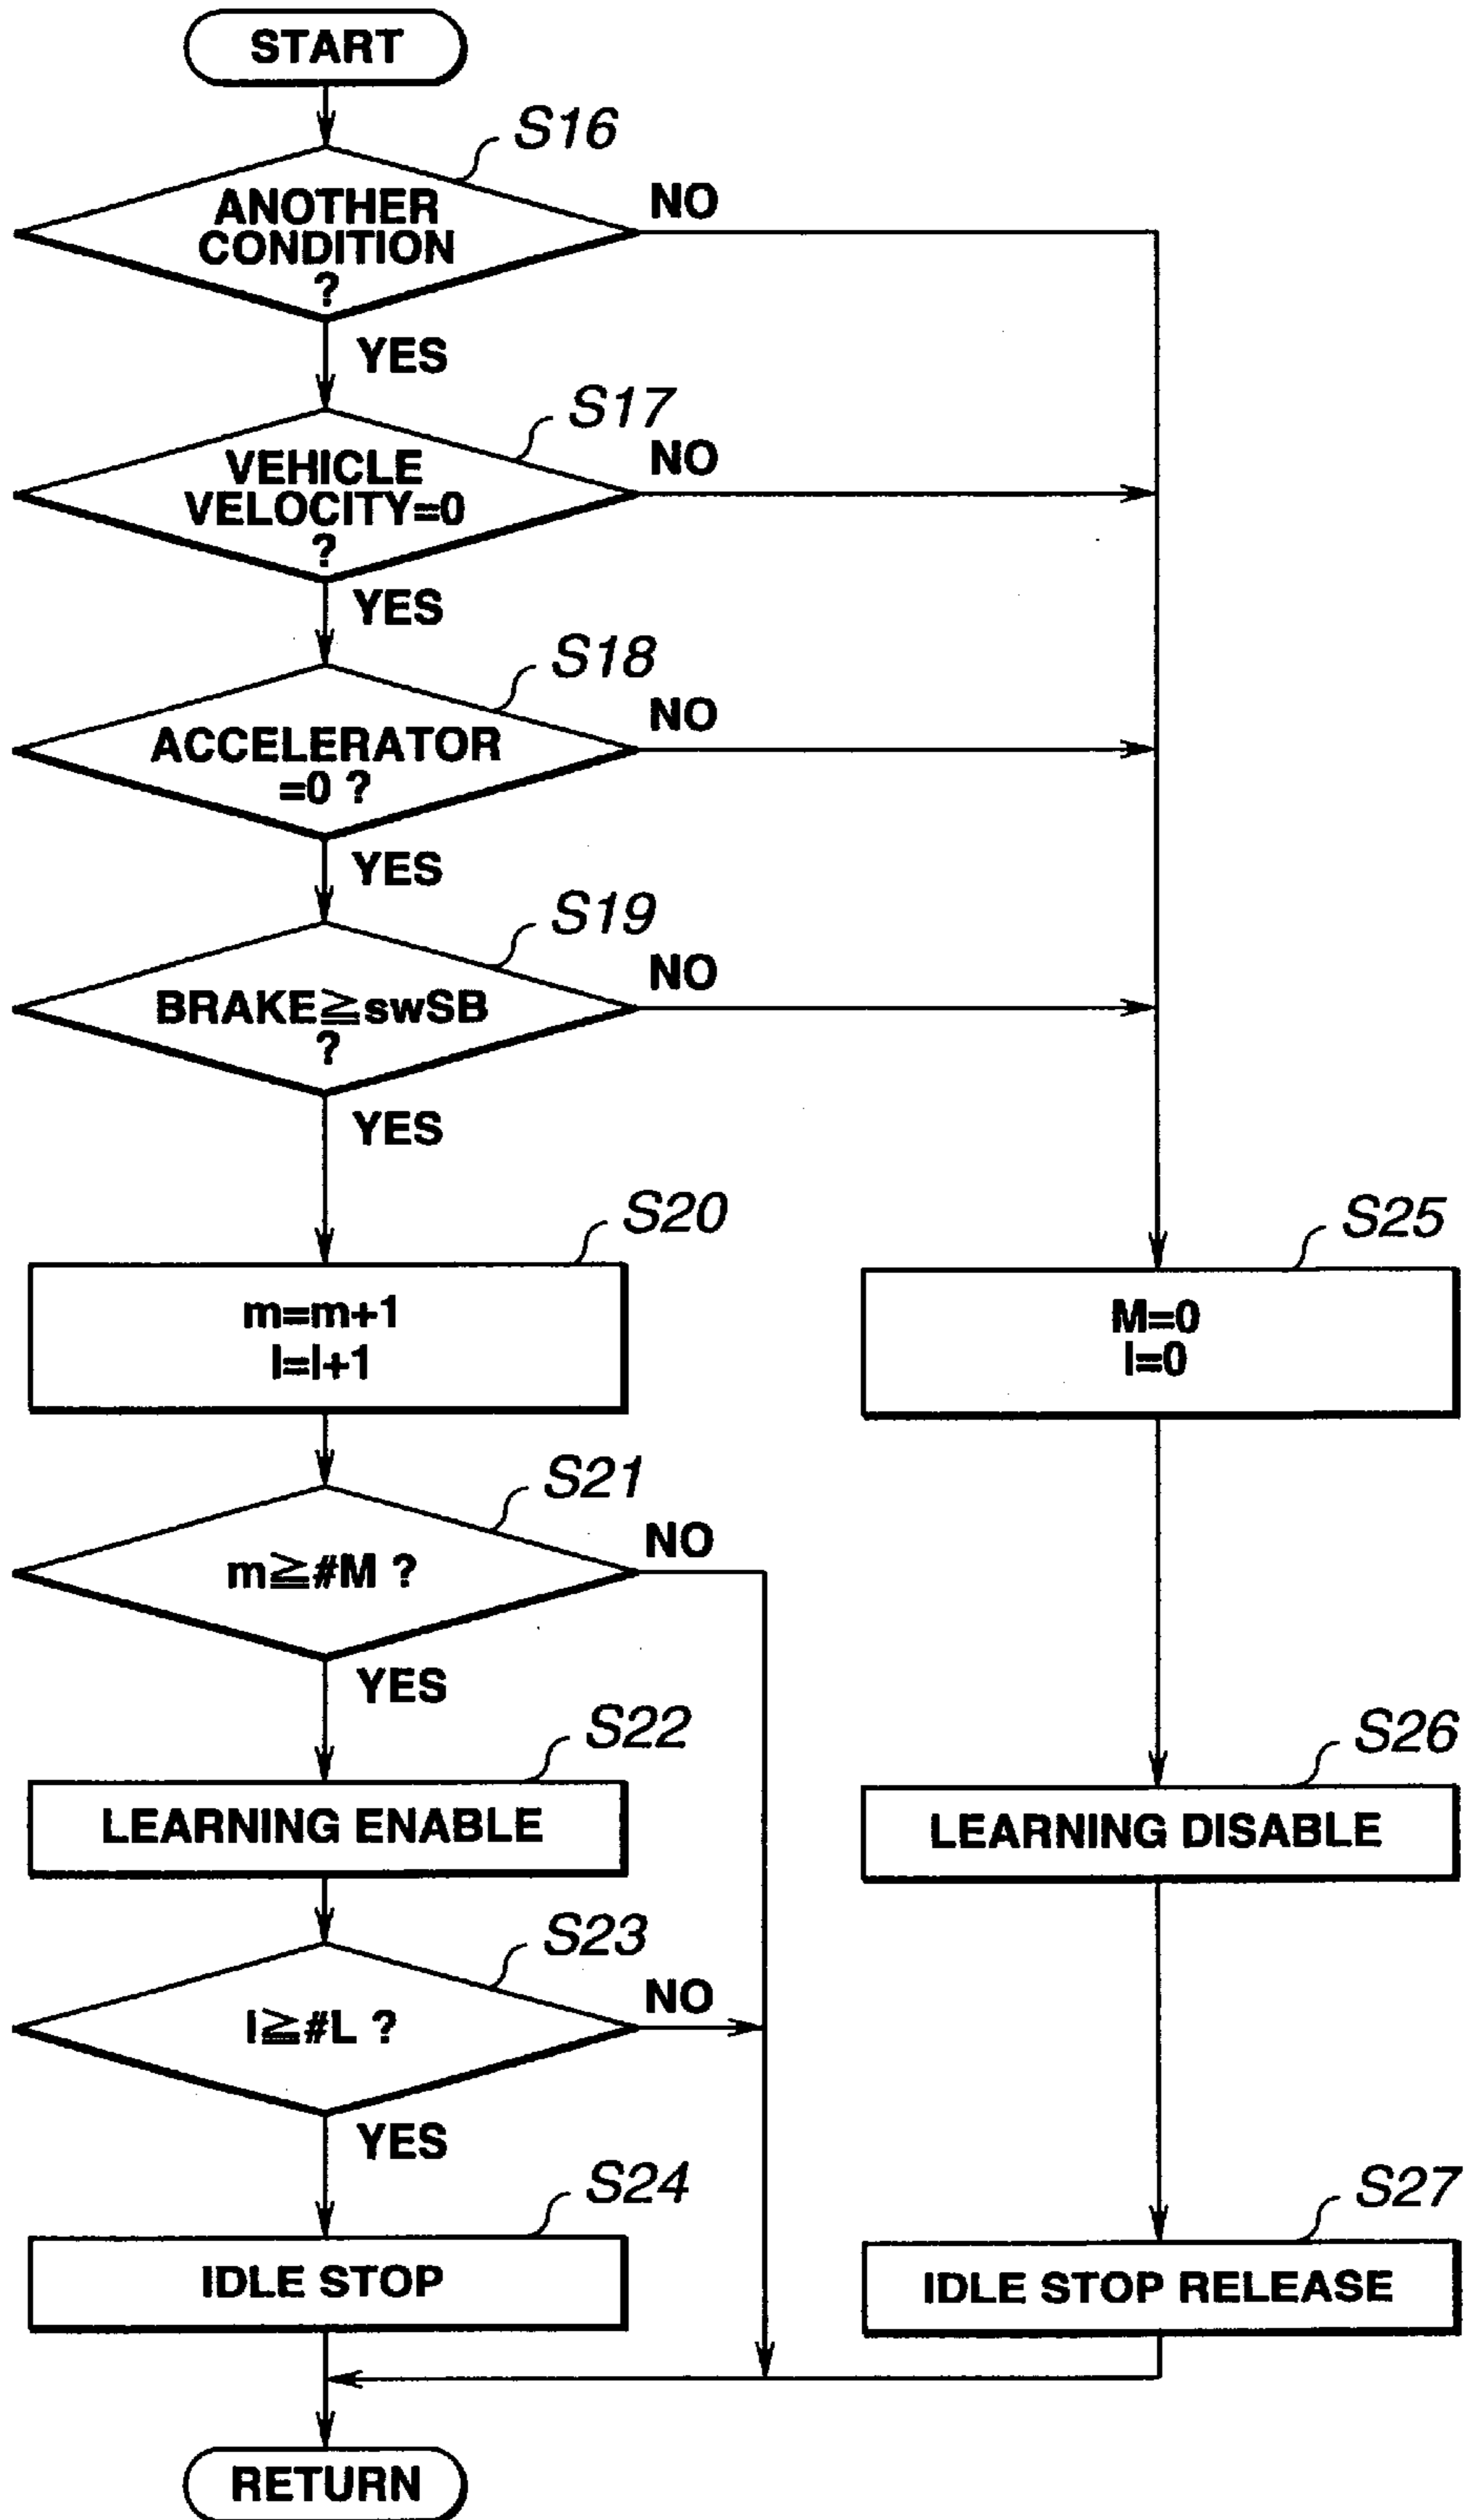 START
S16
ANOTHER
CONDITION
?
NO
YES
S17
VEHICLE
VELOCITY=0
?
NO
YES
S18
ACCELERATOR
=0 ?
NO
YES
S19
BRAKE≧swSB
?
NO
YES
S20
m=m+1
l=l+1
S25
M=0
l=0
S21
m≧#M ?
NO
YES
S22
LEARNING ENABLE
S26
LEARNING DISABLE
S23
l≧#L ?
NO
YES
S24
IDLE STOP
S27
IDLE STOP RELEASE
RETURN